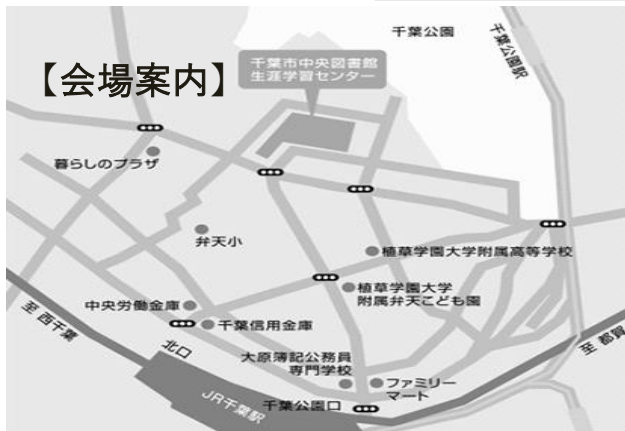 千葉公園
千葉公園駅
【会場案内】
千葉市中央図書館
生涯学習センター
暮らしのプラザ
弁天小
植草学園大学附属高等学校
植草学園大学
附属弁天こども園
中央労働金庫
千葉信用金庫
至 西千葉
北口
大原簿記公務員
専門学校
ファミリー
マート
至 都賀
JR千葉駅
千葉公園口